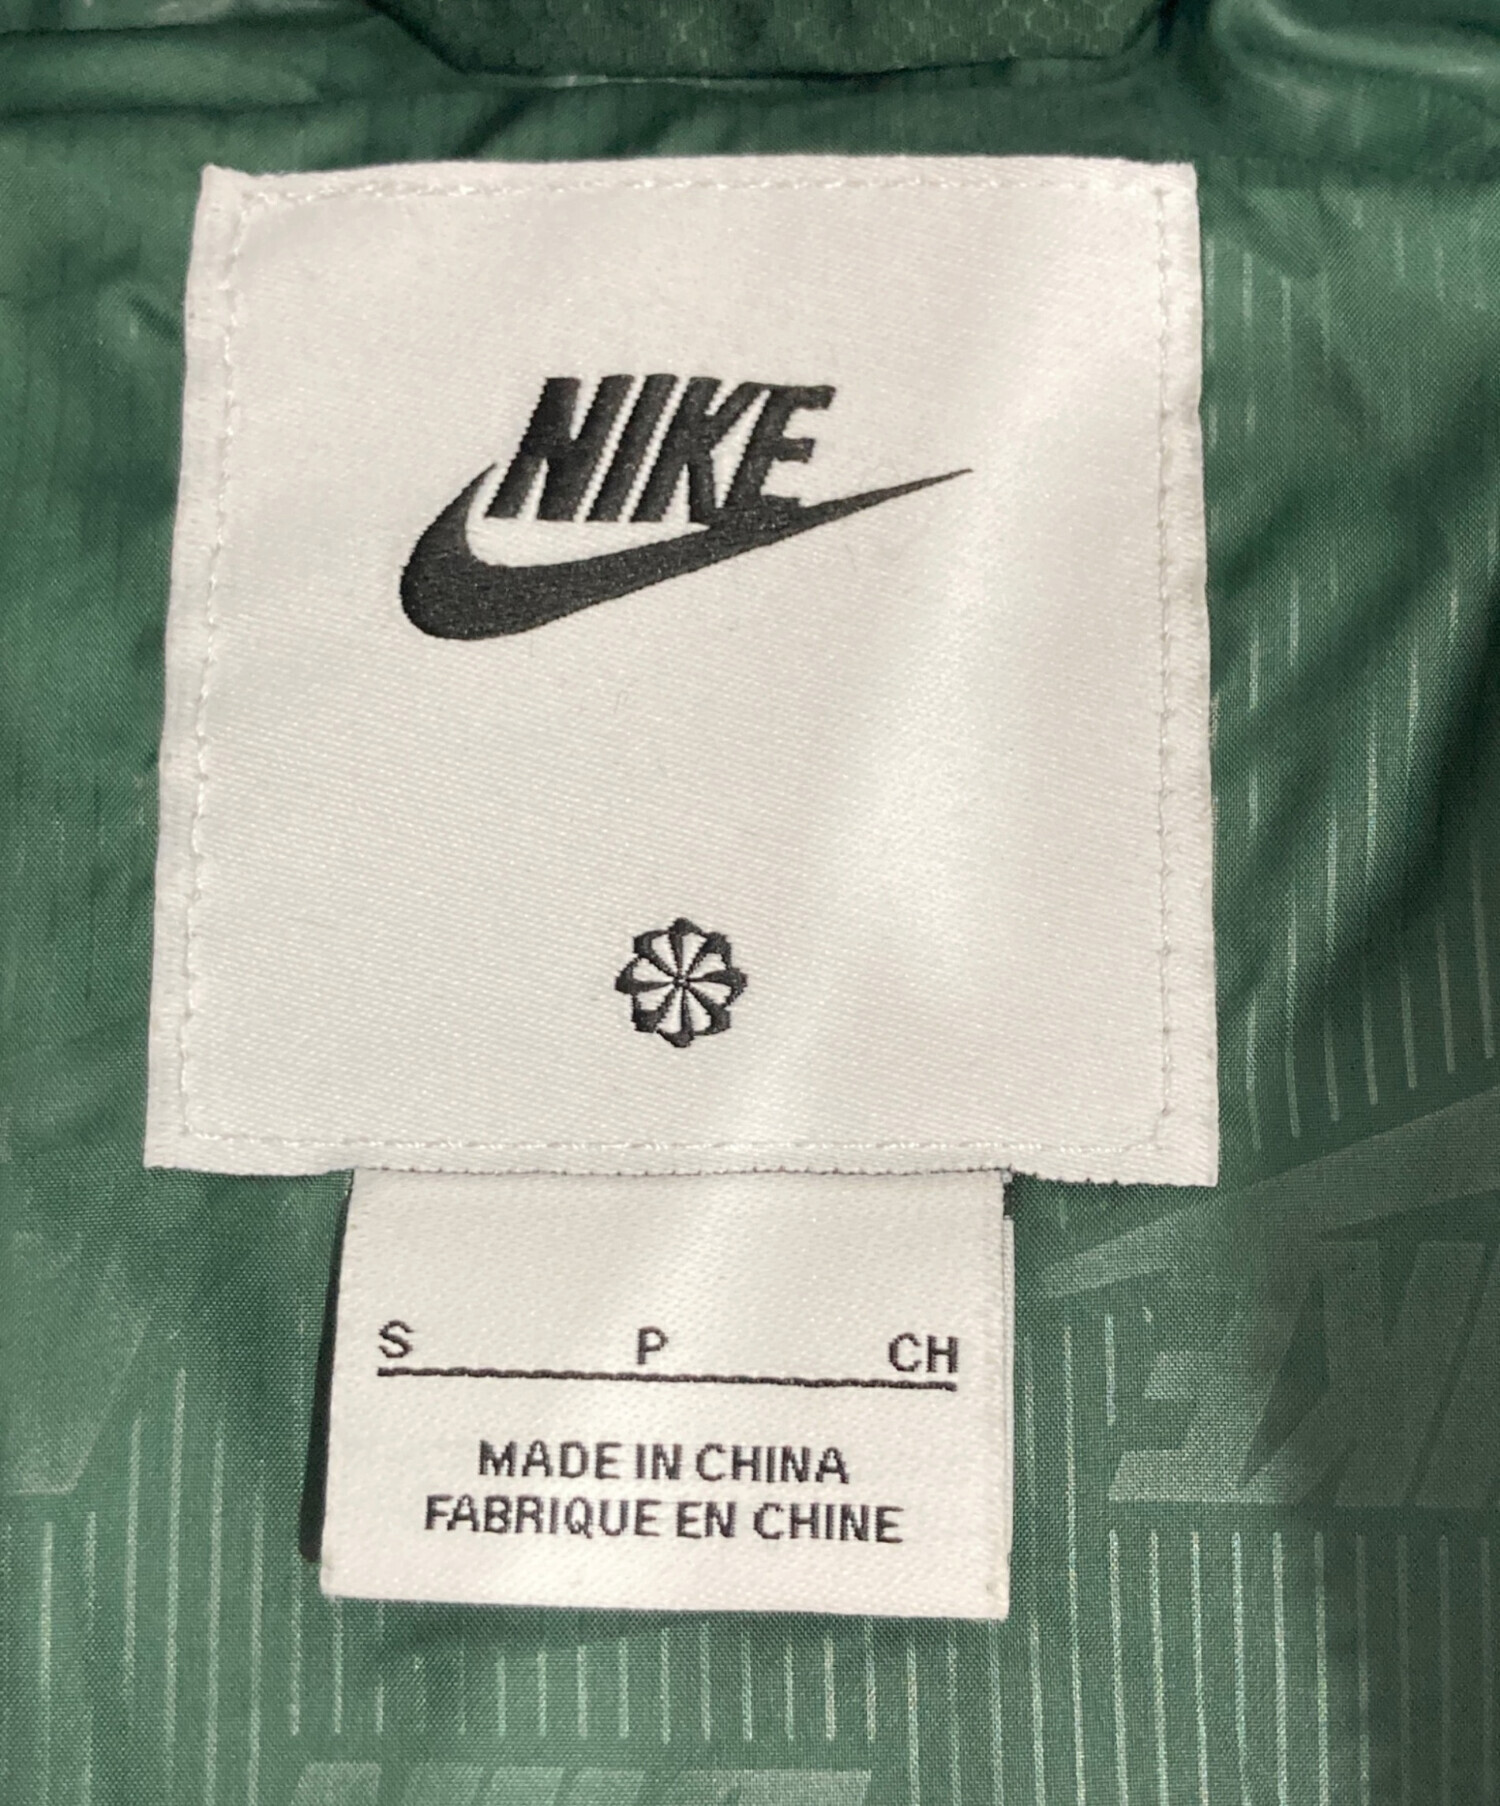 NIKE
S P CH
MADE IN CHINA
FABRIQUE EN CHINE